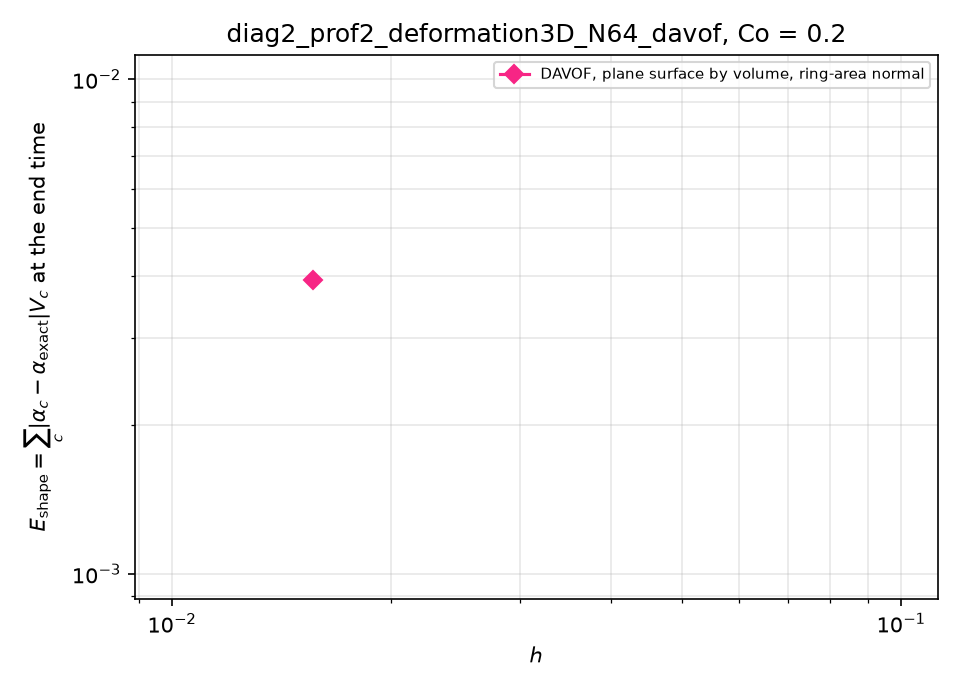 diag2_prof2_deformation3D_N64_davof, Co = 0.2
DAVOF, plane surface by volume, ring-area normal
E_shape = ∑_c |α_c − α_exact|V_c at the end time
10⁻²
10⁻³
10⁻²
10⁻¹
h